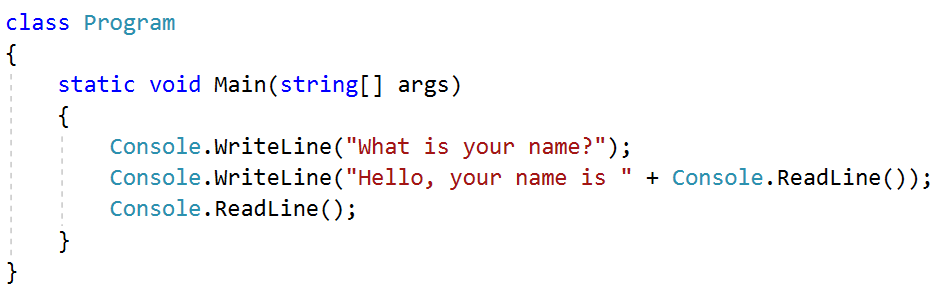 class Program
{
    static void Main(string[] args)
    {
        Console.WriteLine("What is your name?");
        Console.WriteLine("Hello, your name is " + Console.ReadLine());
        Console.ReadLine();
    }
}